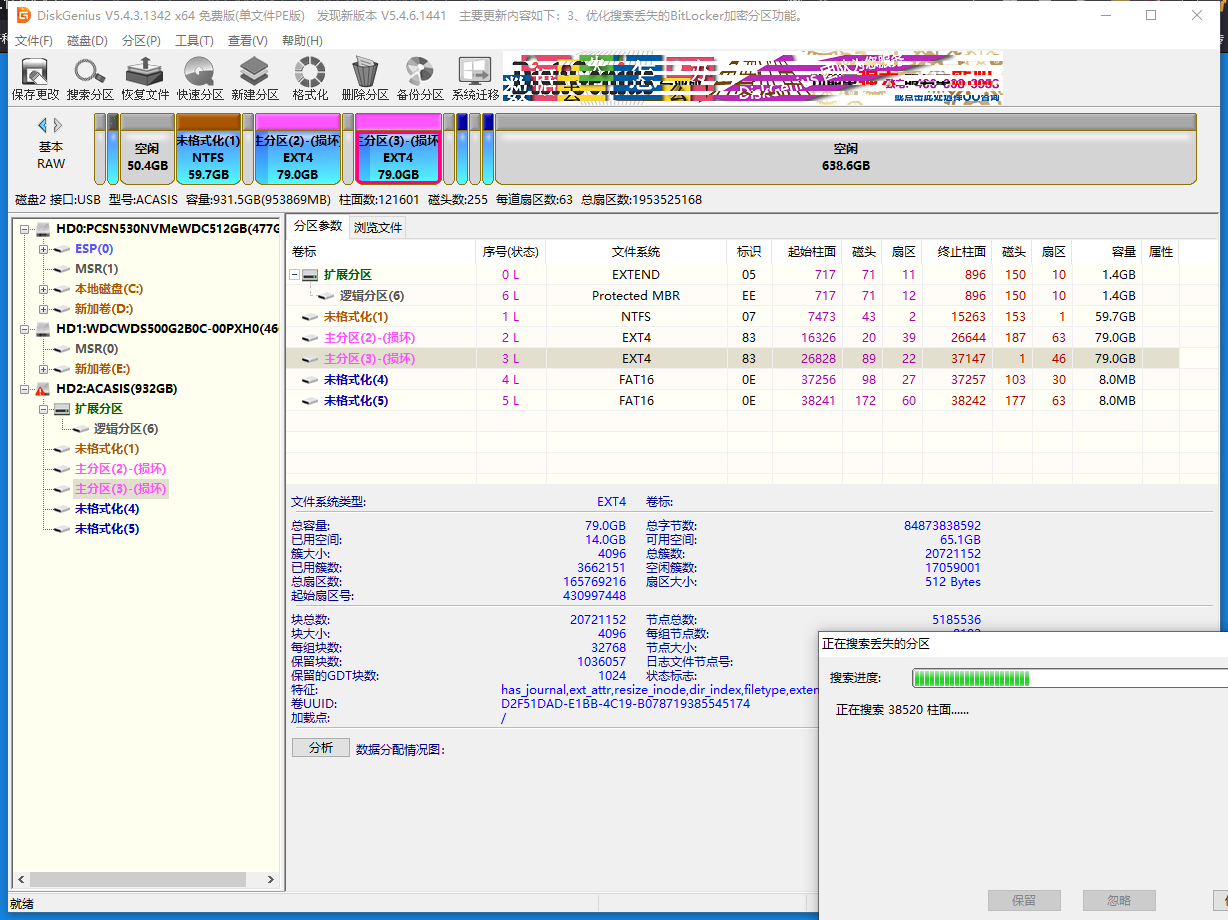 DiskGenius V5.4.3.1342 x64 免费版(单文件PE版)    发现新版本 V5.4.6.1441    主要更新内容如下：3、优化搜索丢失的BitLocker加密分区功能。
文件(F) 磁盘(D) 分区(P) 工具(T) 查看(V) 帮助(H)
保存更改 搜索分区 恢复文件 快速分区 新建分区 格式化 删除分区 备份分区 系统迁移
基本
RAW
空闲
50.4GB
未格式化(1)
NTFS
59.7GB
主分区(2)-(损坏
EXT4
79.0GB
主分区(3)-(损坏
EXT4
79.0GB
空闲
638.6GB
磁盘2 接口:USB 型号:ACASIS 容量:931.5GB(953869MB) 柱面数:121601 磁头数:255 每道扇区数:63 总扇区数:1953525168
HD0:PCSN530NVMeWDC512GB(477G
ESP(0)
MSR(1)
本地磁盘(C:)
新加卷(D:)
HD1:WDCWDS500G2B0C-00PXH0(46
MSR(0)
新加卷(E:)
HD2:ACASIS(932GB)
扩展分区
逻辑分区(6)
未格式化(1)
主分区(2)-(损坏)
主分区(3)-(损坏)
未格式化(4)
未格式化(5)
分区参数 浏览文件
卷标 序号(状态) 文件系统 标识 起始柱面 磁头 扇区 终止柱面 磁头 扇区 容量 属性
扩展分区 0 L EXTEND 05 717 71 11 896 150 10 1.4GB
逻辑分区(6) 6 L Protected MBR EE 717 71 12 896 150 10 1.4GB
未格式化(1) 1 L NTFS 07 7473 43 2 15263 153 1 59.7GB
主分区(2)-(损坏) 2 L EXT4 83 16326 20 39 26644 187 63 79.0GB
主分区(3)-(损坏) 3 L EXT4 83 26828 89 22 37147 1 46 79.0GB
未格式化(4) 4 L FAT16 0E 37256 98 27 37257 103 30 8.0MB
未格式化(5) 5 L FAT16 0E 38241 172 60 38242 177 63 8.0MB
文件系统类型: EXT4 卷标:
总容量: 79.0GB 总字节数: 84873838592
已用空间: 14.0GB 可用空间: 65.1GB
簇大小: 4096 总簇数: 20721152
已用簇数: 3662151 空闲簇数: 17059001
总扇区数: 165769216 扇区大小: 512 Bytes
起始扇区号: 430997448
块总数: 20721152 节点总数: 5185536
块大小: 4096 每组节点数:
每组块数: 32768 节点大小:
保留块数: 1036057 日志文件节点号:
保留的GDT块数: 1024 状态标志:
特征: has_journal,ext_attr,resize_inode,dir_index,filetype,exten
卷UUID: D2F51DAD-E1BB-4C19-B078719385545174
加载点: /
分析 数据分配情况图:
正在搜索丢失的分区
搜索进度:
正在搜索 38520 柱面......
保留 忽略
就绪